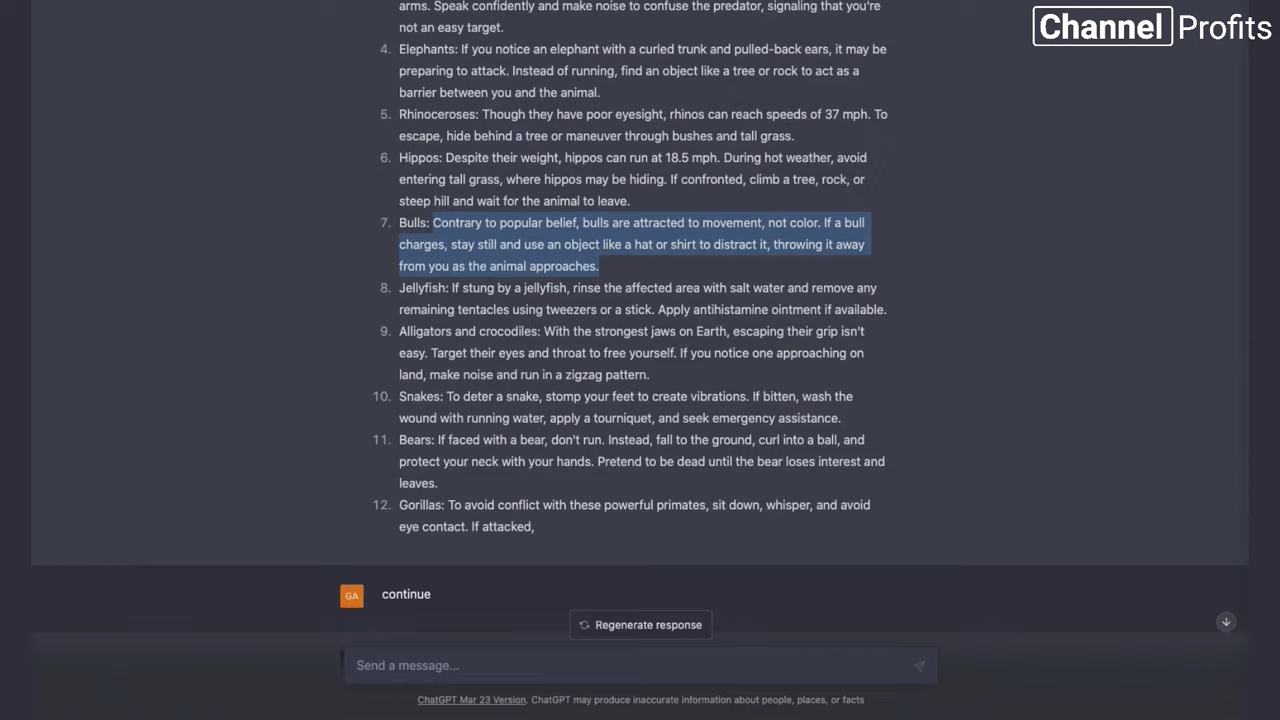 Channel Profits
arms. Speak confidently and make noise to confuse the predator, signaling that you're
not an easy target.
4. Elephants: If you notice an elephant with a curled trunk and pulled-back ears, it may be
preparing to attack. Instead of running, find an object like a tree or rock to act as a
barrier between you and the animal.
5. Rhinoceroses: Though they have poor eyesight, rhinos can reach speeds of 37 mph. To
escape, hide behind a tree or maneuver through bushes and tall grass.
6. Hippos: Despite their weight, hippos can run at 18.5 mph. During hot weather, avoid
entering tall grass, where hippos may be hiding. If confronted, climb a tree, rock, or
steep hill and wait for the animal to leave.
7. Bulls: Contrary to popular belief, bulls are attracted to movement, not color. If a bull
charges, stay still and use an object like a hat or shirt to distract it, throwing it away
from you as the animal approaches.
8. Jellyfish: If stung by a jellyfish, rinse the affected area with salt water and remove any
remaining tentacles using tweezers or a stick. Apply antihistamine ointment if available.
9. Alligators and crocodiles: With the strongest jaws on Earth, escaping their grip isn't
easy. Target their eyes and throat to free yourself. If you notice one approaching on
land, make noise and run in a zigzag pattern.
10. Snakes: To deter a snake, stomp your feet to create vibrations. If bitten, wash the
wound with running water, apply a tourniquet, and seek emergency assistance.
11. Bears: If faced with a bear, don't run. Instead, fall to the ground, curl into a ball, and
protect your neck with your hands. Pretend to be dead until the bear loses interest and
leaves.
12. Gorillas: To avoid conflict with these powerful primates, sit down, whisper, and avoid
eye contact. If attacked,
GA continue
Regenerate response
Send a message...
ChatGPT Mar 23 Version. ChatGPT may produce inaccurate information about people, places, or facts